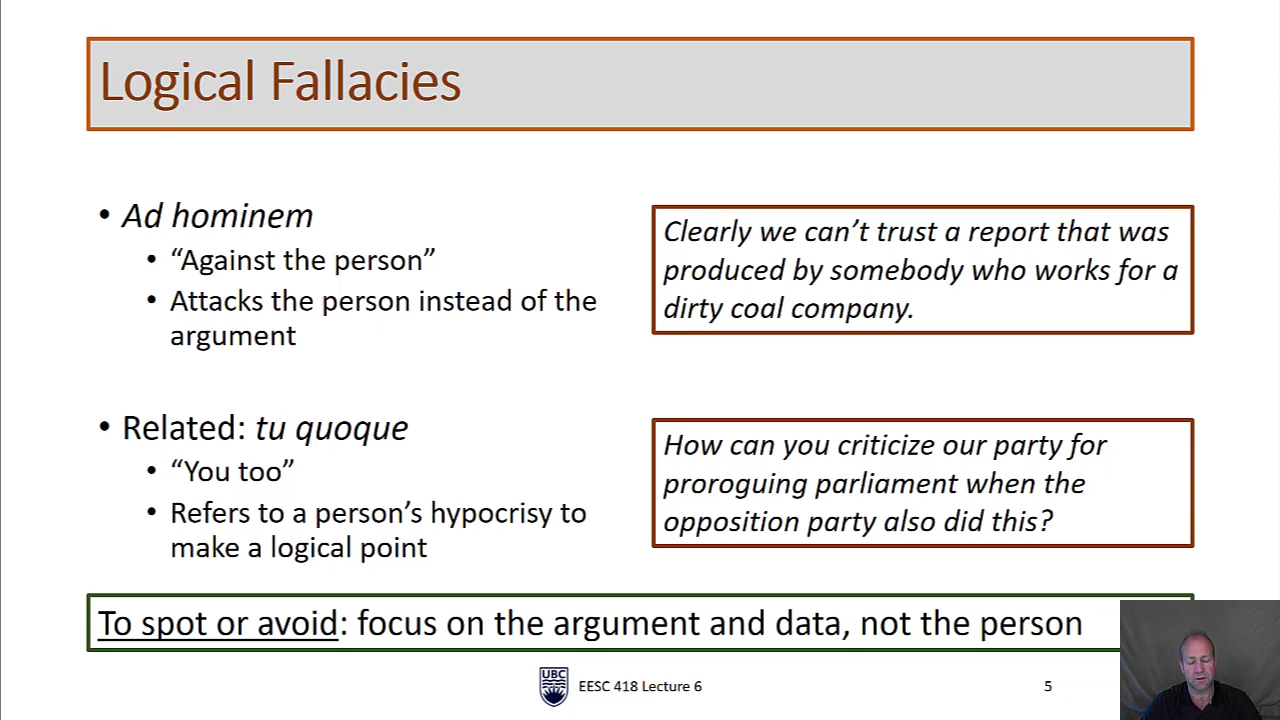 Logical Fallacies
• Ad hominem
• “Against the person”
• Attacks the person instead of the
argument
Clearly we can’t trust a report that was
produced by somebody who works for a
dirty coal company.
• Related: tu quoque
• “You too”
• Refers to a person’s hypocrisy to
make a logical point
How can you criticize our party for
proroguing parliament when the
opposition party also did this?
To spot or avoid: focus on the argument and data, not the person
UBC
EESC 418 Lecture 6
5